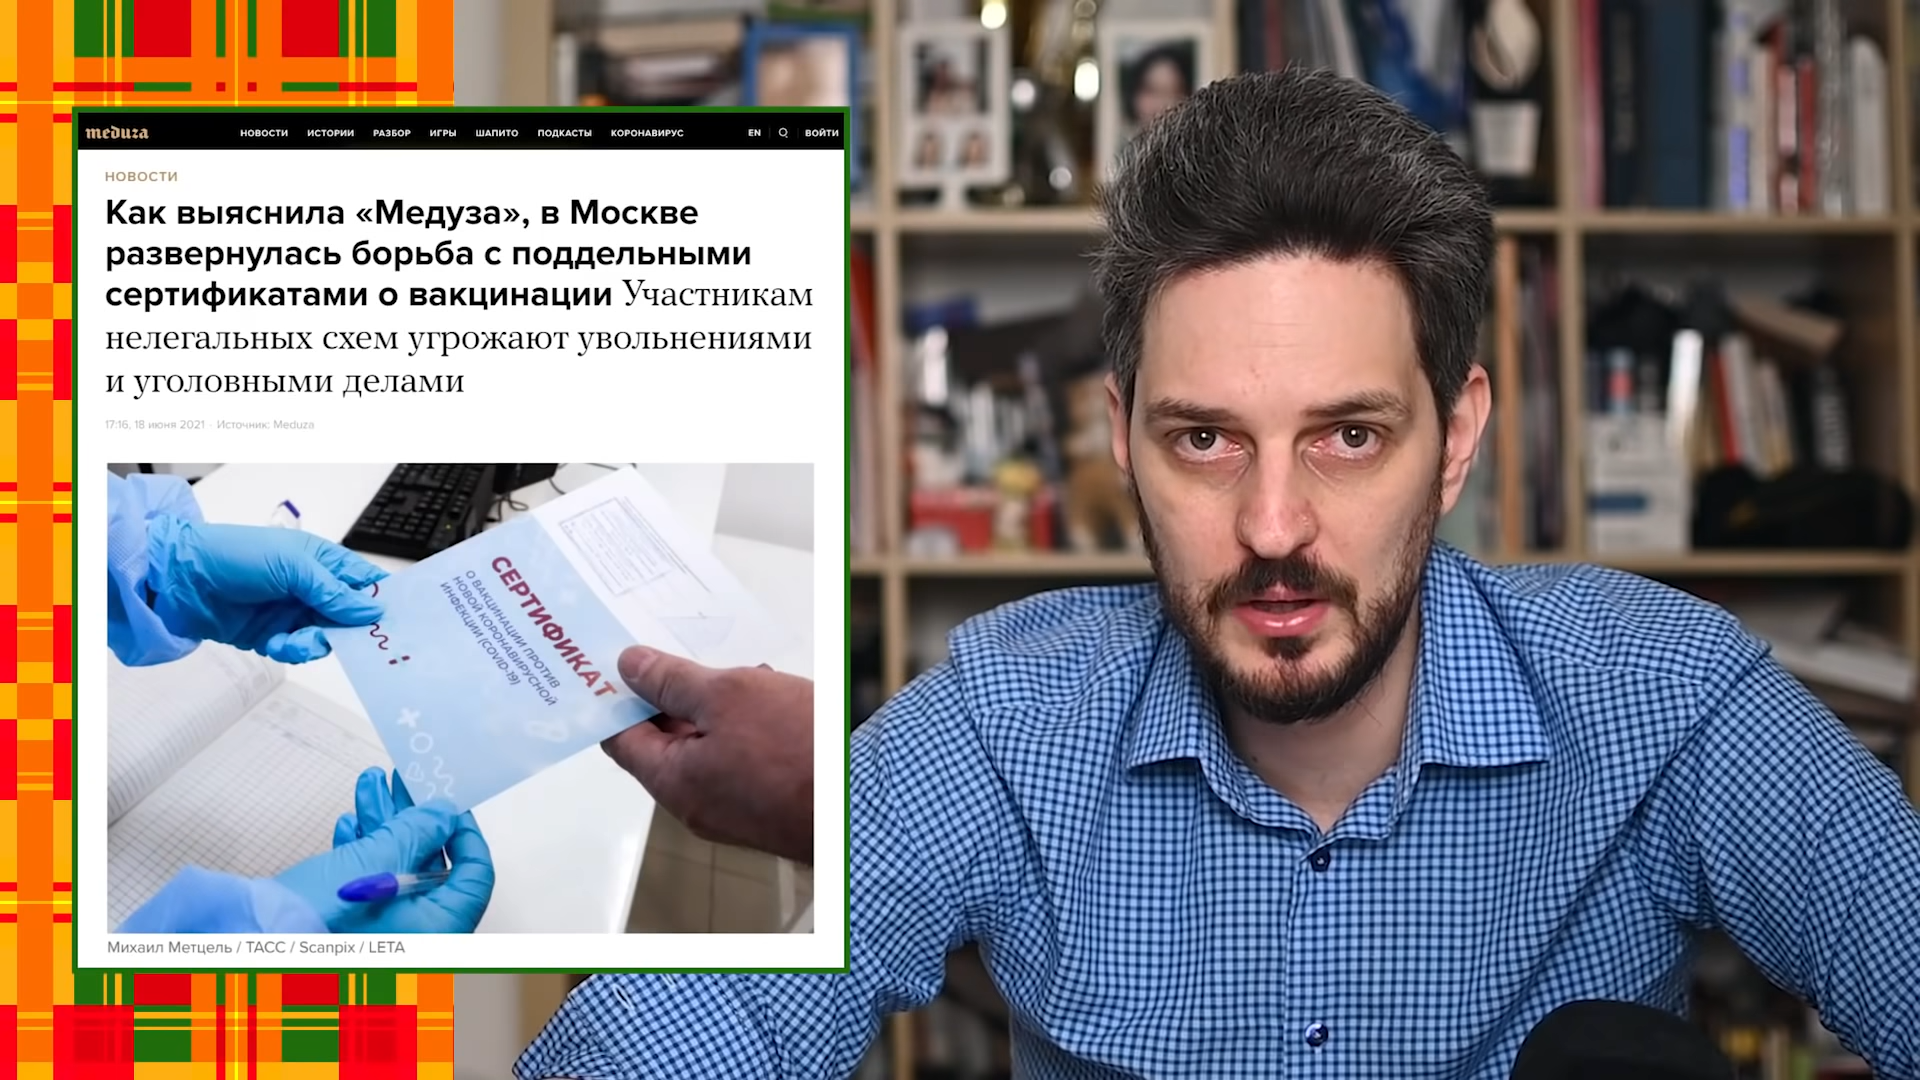 meduza
НОВОСТИ ИСТОРИИ РАЗБОР ИГРЫ ШАПИТО ПОДКАСТЫ КОРОНАВИРУС EN ВОЙТИ
НОВОСТИ
Как выяснила «Медуза», в Москве
развернулась борьба с поддельными
сертификатами о вакцинации Участникам
нелегальных схем угрожают увольнениями
и уголовными делами
17:16, 18 июня 2021 · Источник: Meduza
СЕРТИФИКАТ
О ВАКЦИНАЦИИ ПРОТИВ
НОВОЙ КОРОНАВИРУСНОЙ
ИНФЕКЦИИ (COVID-19)
Михаил Метцель / ТАСС / Scanpix / LETA